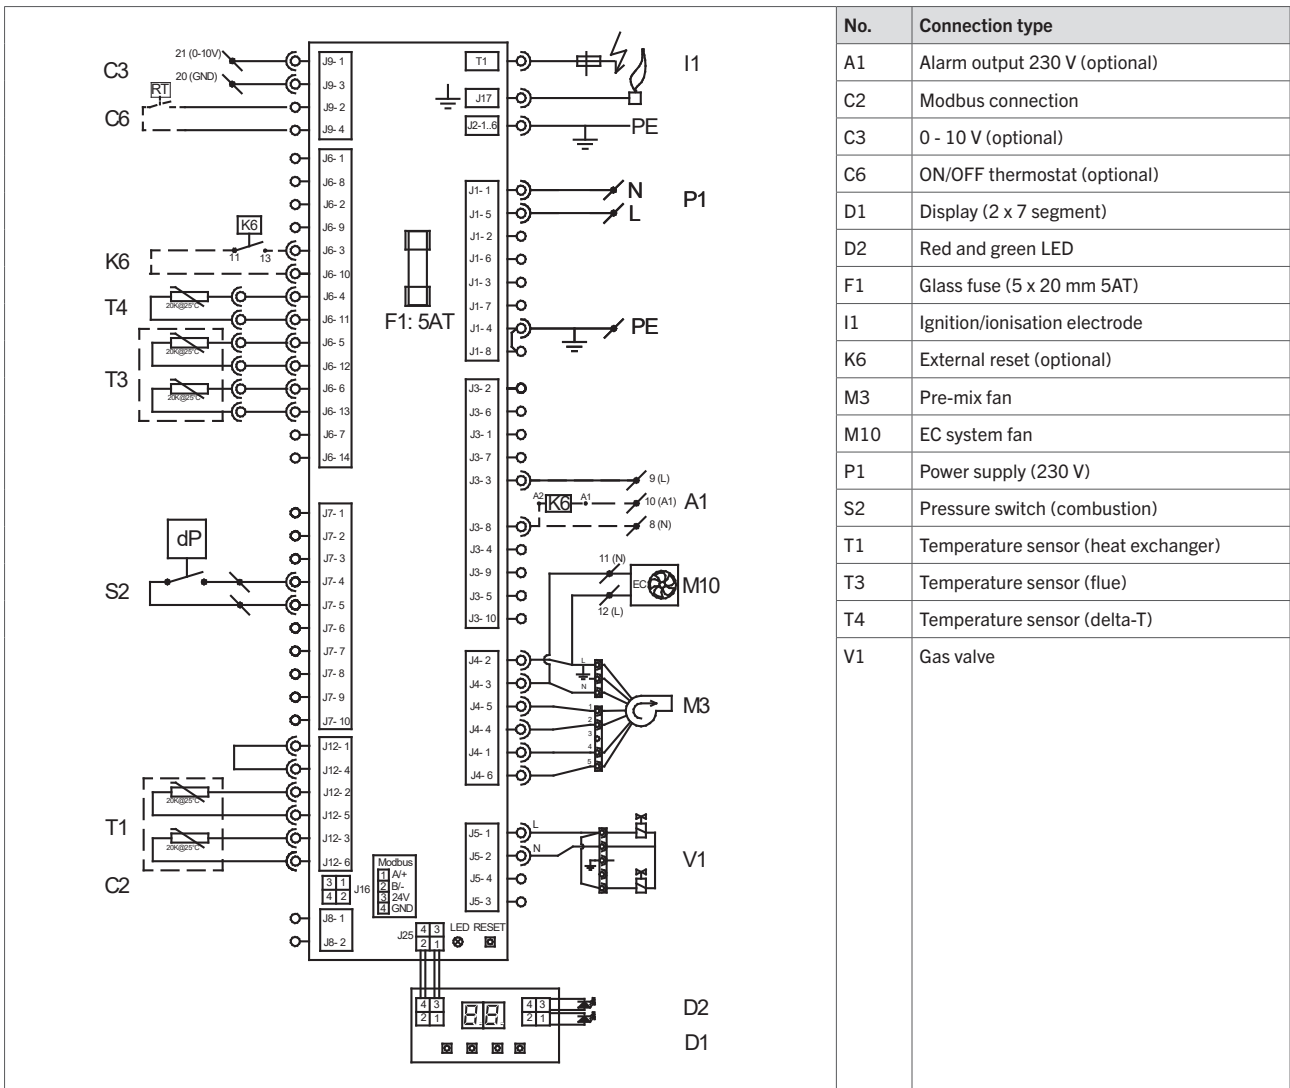 C3
21 (0-10V)
20 (GND)
RT
C6
J9- 1
J9- 3
J9- 2
J9- 4
J6- 1
J6- 8
J6- 2
J6- 9
J6- 3
J6- 10
J6- 4
J6- 11
J6- 5
J6- 12
J6- 6
J6- 13
J6- 7
J6- 14
K6
K6
11 13
T4
20K@25°C
T3
20K@25°C
20K@25°C
F1: 5AT
J7- 1
J7- 2
J7- 3
J7- 4
J7- 5
J7- 6
J7- 7
J7- 8
J7- 9
J7- 10
dP
S2
J12- 1
J12- 4
J12- 2
J12- 5
J12- 3
J12- 6
T1
20K@25°C
20K@25°C
C2
3 1
4 2
J16
Modbus
1 A/+
2 B/-
3 24V
4 GND
J8- 1
J8- 2
J25
4 3
2 1
LED RESET
T1
J17
J2-1..6
I1
PE
J1- 1
J1- 5
J1- 2
J1- 6
J1- 3
J1- 7
J1- 4
J1- 8
N
L
P1
PE
J3- 2
J3- 6
J3- 1
J3- 7
J3- 3
J3- 8
J3- 4
J3- 9
J3- 5
J3- 10
9 (L)
A2 K6 A1
10 (A1)
8 (N)
A1
11 (N)
EC
12 (L)
M10
J4- 2
J4- 3
J4- 5
J4- 4
J4- 1
J4- 6
L
N
1
2
3
4
5
M3
J5- 1
J5- 2
J5- 4
J5- 3
L
N
V1
4 3
2 1
88
4 3
2 1
D2
D1
No. Connection type
A1 Alarm output 230 V (optional)
C2 Modbus connection
C3 0 - 10 V (optional)
C6 ON/OFF thermostat (optional)
D1 Display (2 x 7 segment)
D2 Red and green LED
F1 Glass fuse (5 x 20 mm 5AT)
I1 Ignition/ionisation electrode
K6 External reset (optional)
M3 Pre-mix fan
M10 EC system fan
P1 Power supply (230 V)
S2 Pressure switch (combustion)
T1 Temperature sensor (heat exchanger)
T3 Temperature sensor (flue)
T4 Temperature sensor (delta-T)
V1 Gas valve